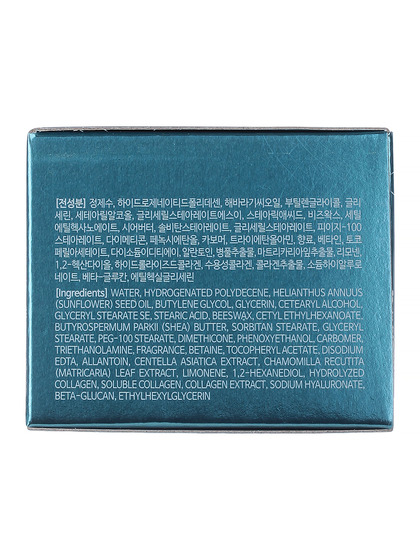 [전성분] 정제수, 하이드로제네이티드폴리데센, 해바라기씨오일, 부틸렌글라이콜, 글리
세린, 세테아릴알코올, 글리세릴스테아레이트에스이, 스테아릭애씨드, 비즈왁스, 세틸
에틸헥사노에이트, 시어버터, 솔비탄스테아레이트, 글리세릴스테아레이트, 피이지-100
스테아레이트, 다이메티콘, 페녹시에탄올, 카보머, 트라이에탄올아민, 향료, 베타인, 토코
페릴아세테이트, 다이소듐이디티에이, 알란토인, 병풀추출물, 마트리카리아잎추출물, 리모넨,
1,2-헥산다이올, 하이드롤라이즈드콜라겐, 수용성콜라겐, 콜라겐추출물, 소듐하이알루로
네이트, 베타-글루칸, 에틸헥실글리세린
[Ingredients] WATER, HYDROGENATED POLYDECENE, HELIANTHUS ANNUUS
(SUNFLOWER) SEED OIL, BUTYLENE GLYCOL, GLYCERIN, CETEARYL ALCOHOL,
GLYCERYL STEARATE SE, STEARIC ACID, BEESWAX, CETYL ETHYLHEXANOATE,
BUTYROSPERMUM PARKII (SHEA) BUTTER, SORBITAN STEARATE, GLYCERYL
STEARATE, PEG-100 STEARATE, DIMETHICONE, PHENOXYETHANOL, CARBOMER,
TRIETHANOLAMINE, FRAGRANCE, BETAINE, TOCOPHERYL ACETATE, DISODIUM
EDTA, ALLANTOIN, CENTELLA ASIATICA EXTRACT, CHAMOMILLA RECUTITA
(MATRICARIA) LEAF EXTRACT, LIMONENE, 1,2-HEXANEDIOL, HYDROLYZED
COLLAGEN, SOLUBLE COLLAGEN, COLLAGEN EXTRACT, SODIUM HYALURONATE,
BETA-GLUCAN, ETHYLHEXYLGLYCERIN